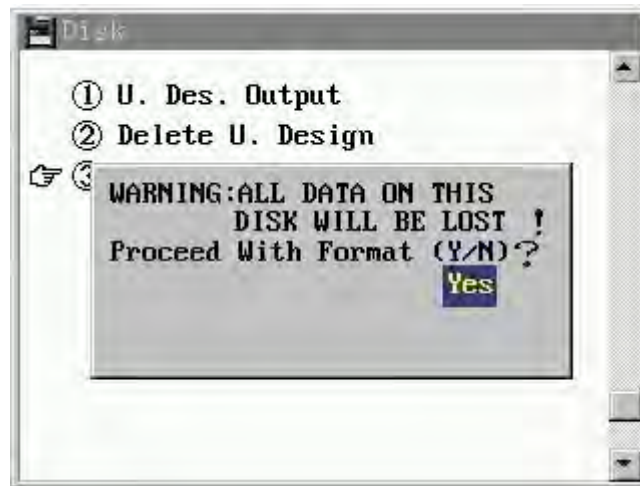 Disk
① U. Des. Output
② Delete U. Design
③
WARNING:ALL DATA ON THIS
DISK WILL BE LOST !
Proceed With Format (Y/N)?
Yes